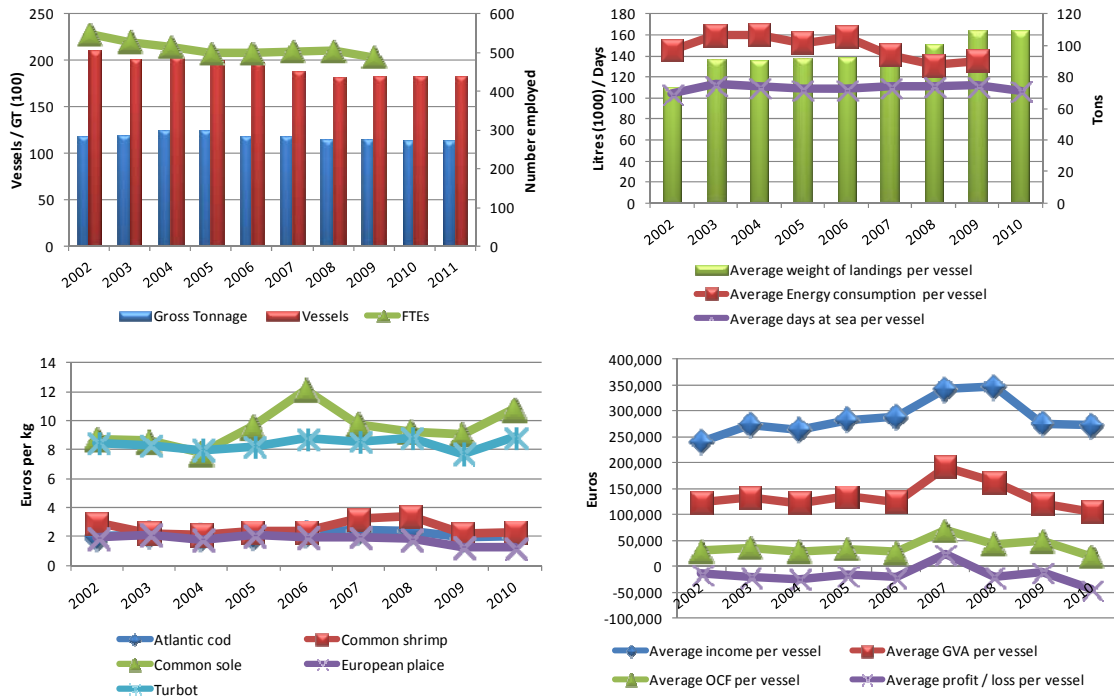 250
200
150
100
50
0
Vessels / GT (100)
600
500
400
300
200
100
0
Number employed
2002 2003 2004 2005 2006 2007 2008 2009 2010 2011
Gross Tonnage Vessels FTEs
180
160
140
120
100
80
60
40
20
0
Litres (1000) / Days
120
100
80
60
40
20
0
Tons
2002 2003 2004 2005 2006 2007 2008 2009 2010
Average weight of landings per vessel
Average Energy consumption per vessel
Average days at sea per vessel
14
12
10
8
6
4
2
0
Euros per kg
2002 2003 2004 2005 2006 2007 2008 2009 2010
Atlantic cod Common shrimp
Common sole European plaice
Turbot
400,000
350,000
300,000
250,000
200,000
150,000
100,000
50,000
0
-50,000
-100,000
Euros
2002 2003 2004 2005 2006 2007 2008 2009 2010
Average income per vessel Average GVA per vessel
Average OCF per vessel Average profit / loss per vessel